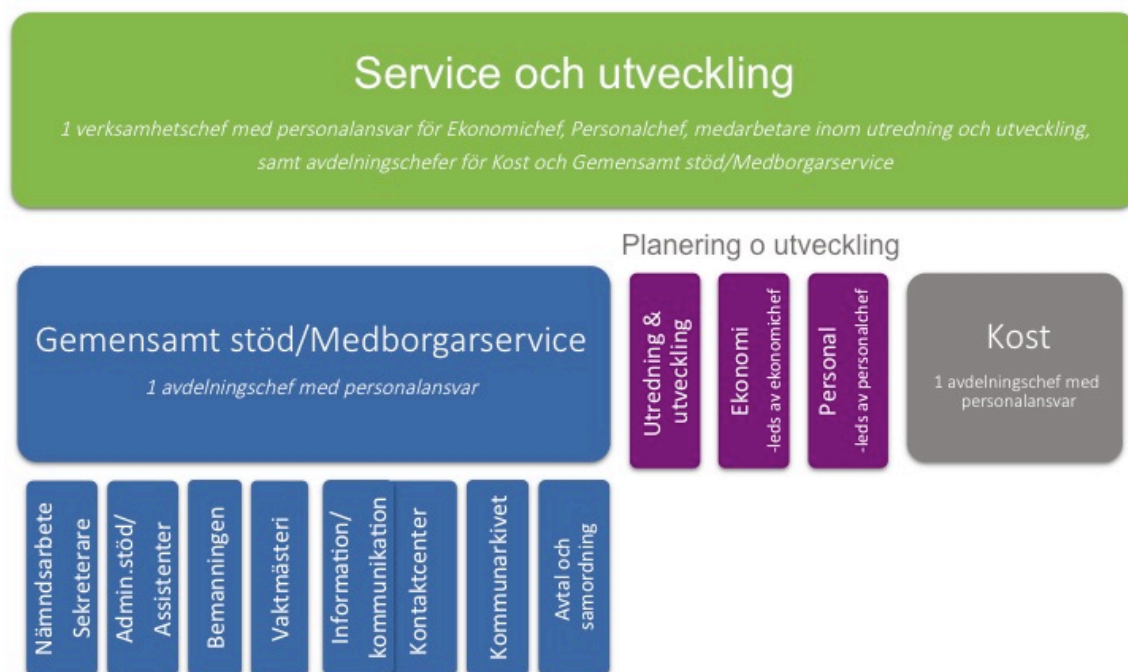 Service och utveckling
1 verksamhetschef med personalansvar för Ekonomichef, Personalchef, medarbetare inom utredning och utveckling,
samt avdelningschefer för Kost och Gemensamt stöd/Medborgarservice
Planering o utveckling
Gemensamt stöd/Medborgarservice
1 avdelningschef med personalansvar
Utredning &
utveckling
Ekonomi
-leds av ekonomichef
Personal
-leds av personalchef
Kost
1 avdelningschef med
personalansvar
Nämndsarbete
Sekreterare
Admin.stöd/
Assistenter
Bemanningen
Vaktmästeri
Information/
kommunikation
Kontaktcenter
Kommunarkivet
Avtal och
samordning